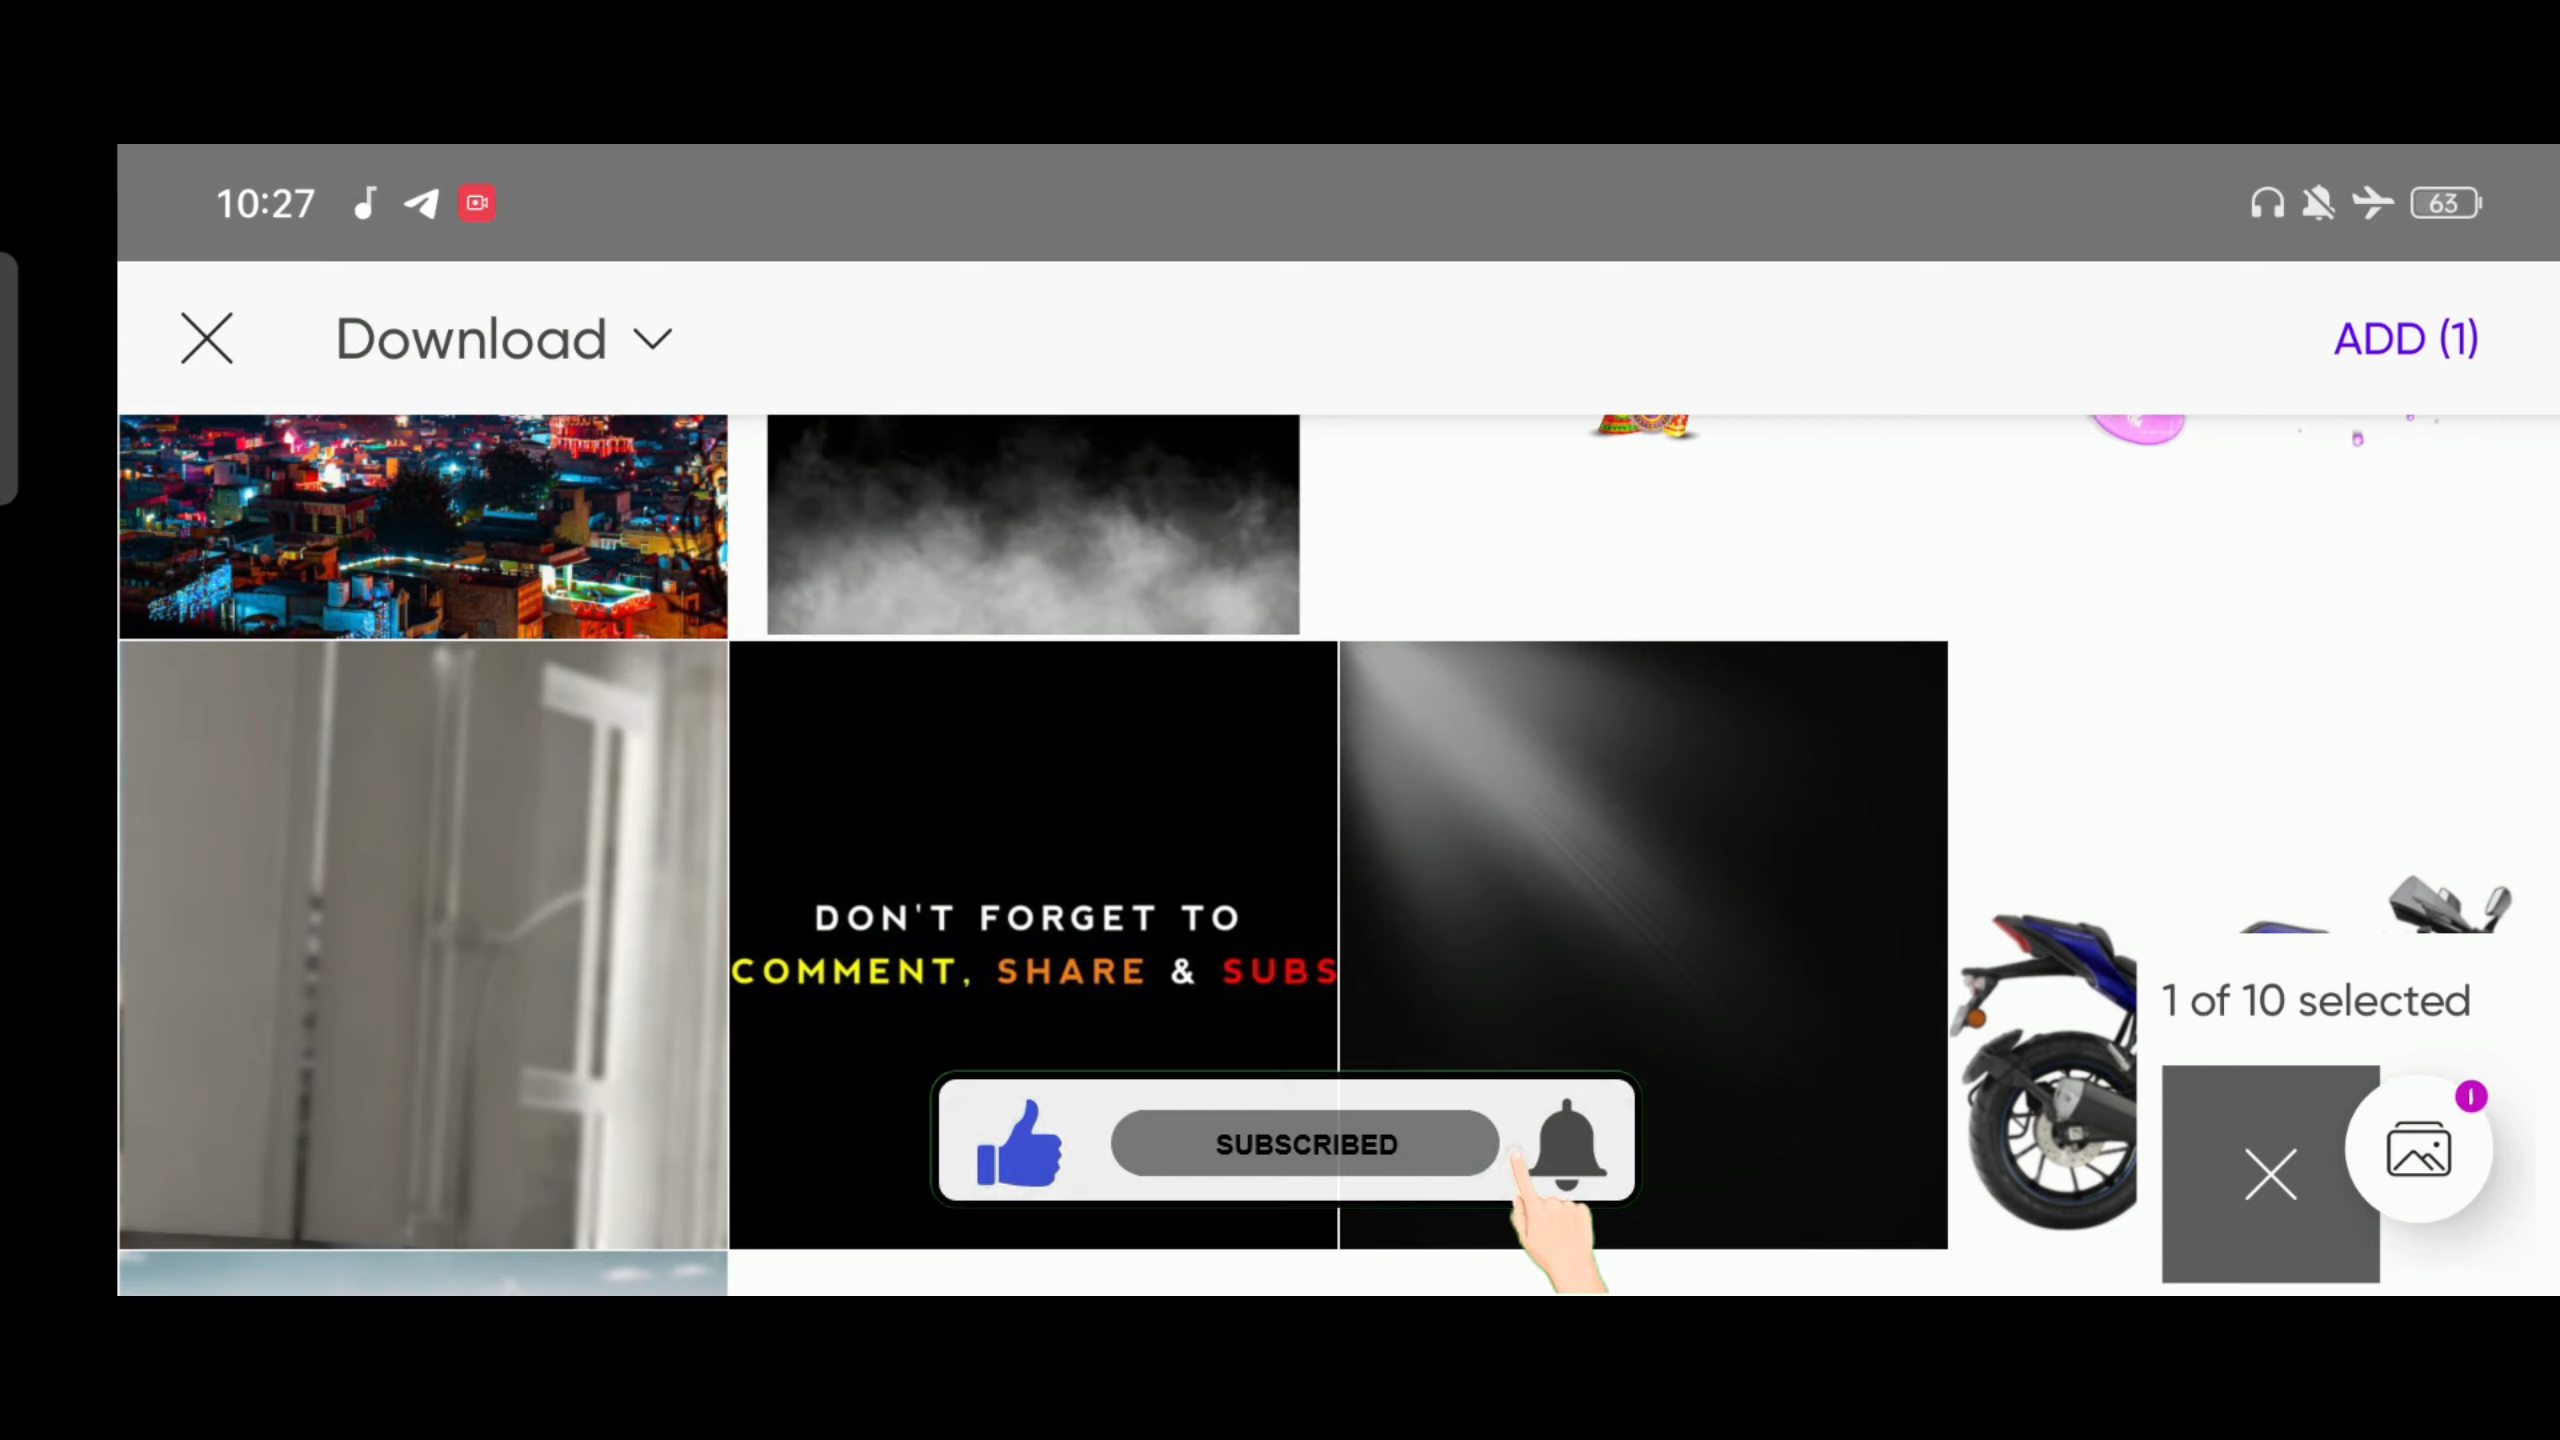 10:27
63
Download
ADD (1)
DON'T FORGET TO
COMMENT, SHARE & SUBS
1 of 10 selected
1
SUBSCRIBED